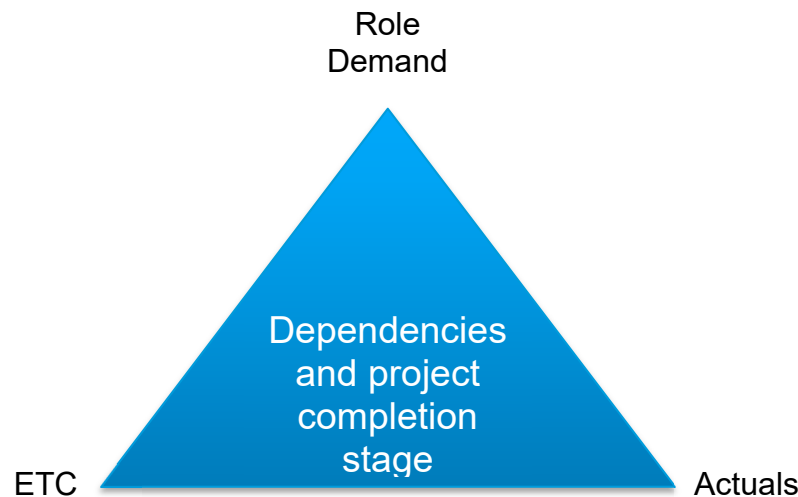 Role
Demand
Dependencies
and project
completion
stage
ETC
Actuals